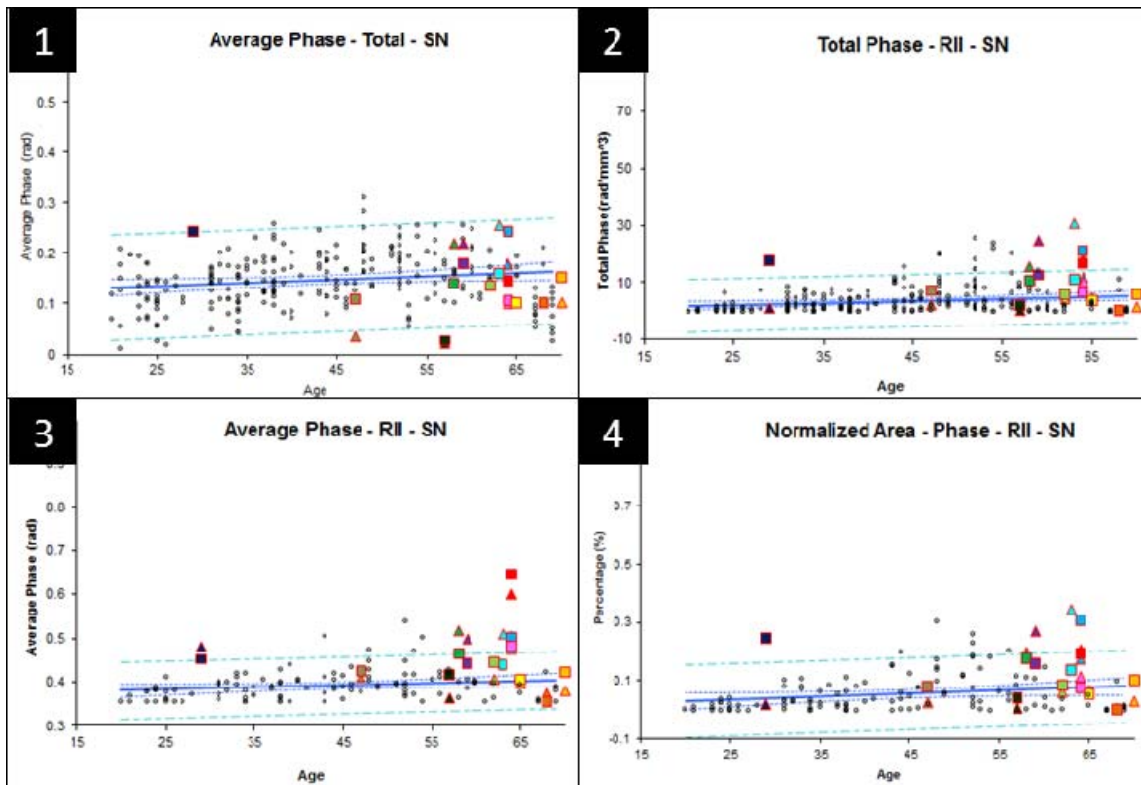 1
Average Phase - Total - SN
Average Phase (rad)
0.5
0.4
0.3
0.2
0.1
0
15 25 35 45 55 65
Age
2
Total Phase - RII - SN
Total Phase (rad*mm^3)
70
50
30
10
-10
15 25 35 45 55 65
Age
3
Average Phase - RII - SN
Average Phase (rad)
0.8
0.7
0.6
0.5
0.4
0.3
15 25 35 45 55 65
Age
4
Normalized Area - Phase - RII - SN
Percentage (%)
0.7
0.5
0.3
0.1
-0.1
15 25 35 45 55 65
Age